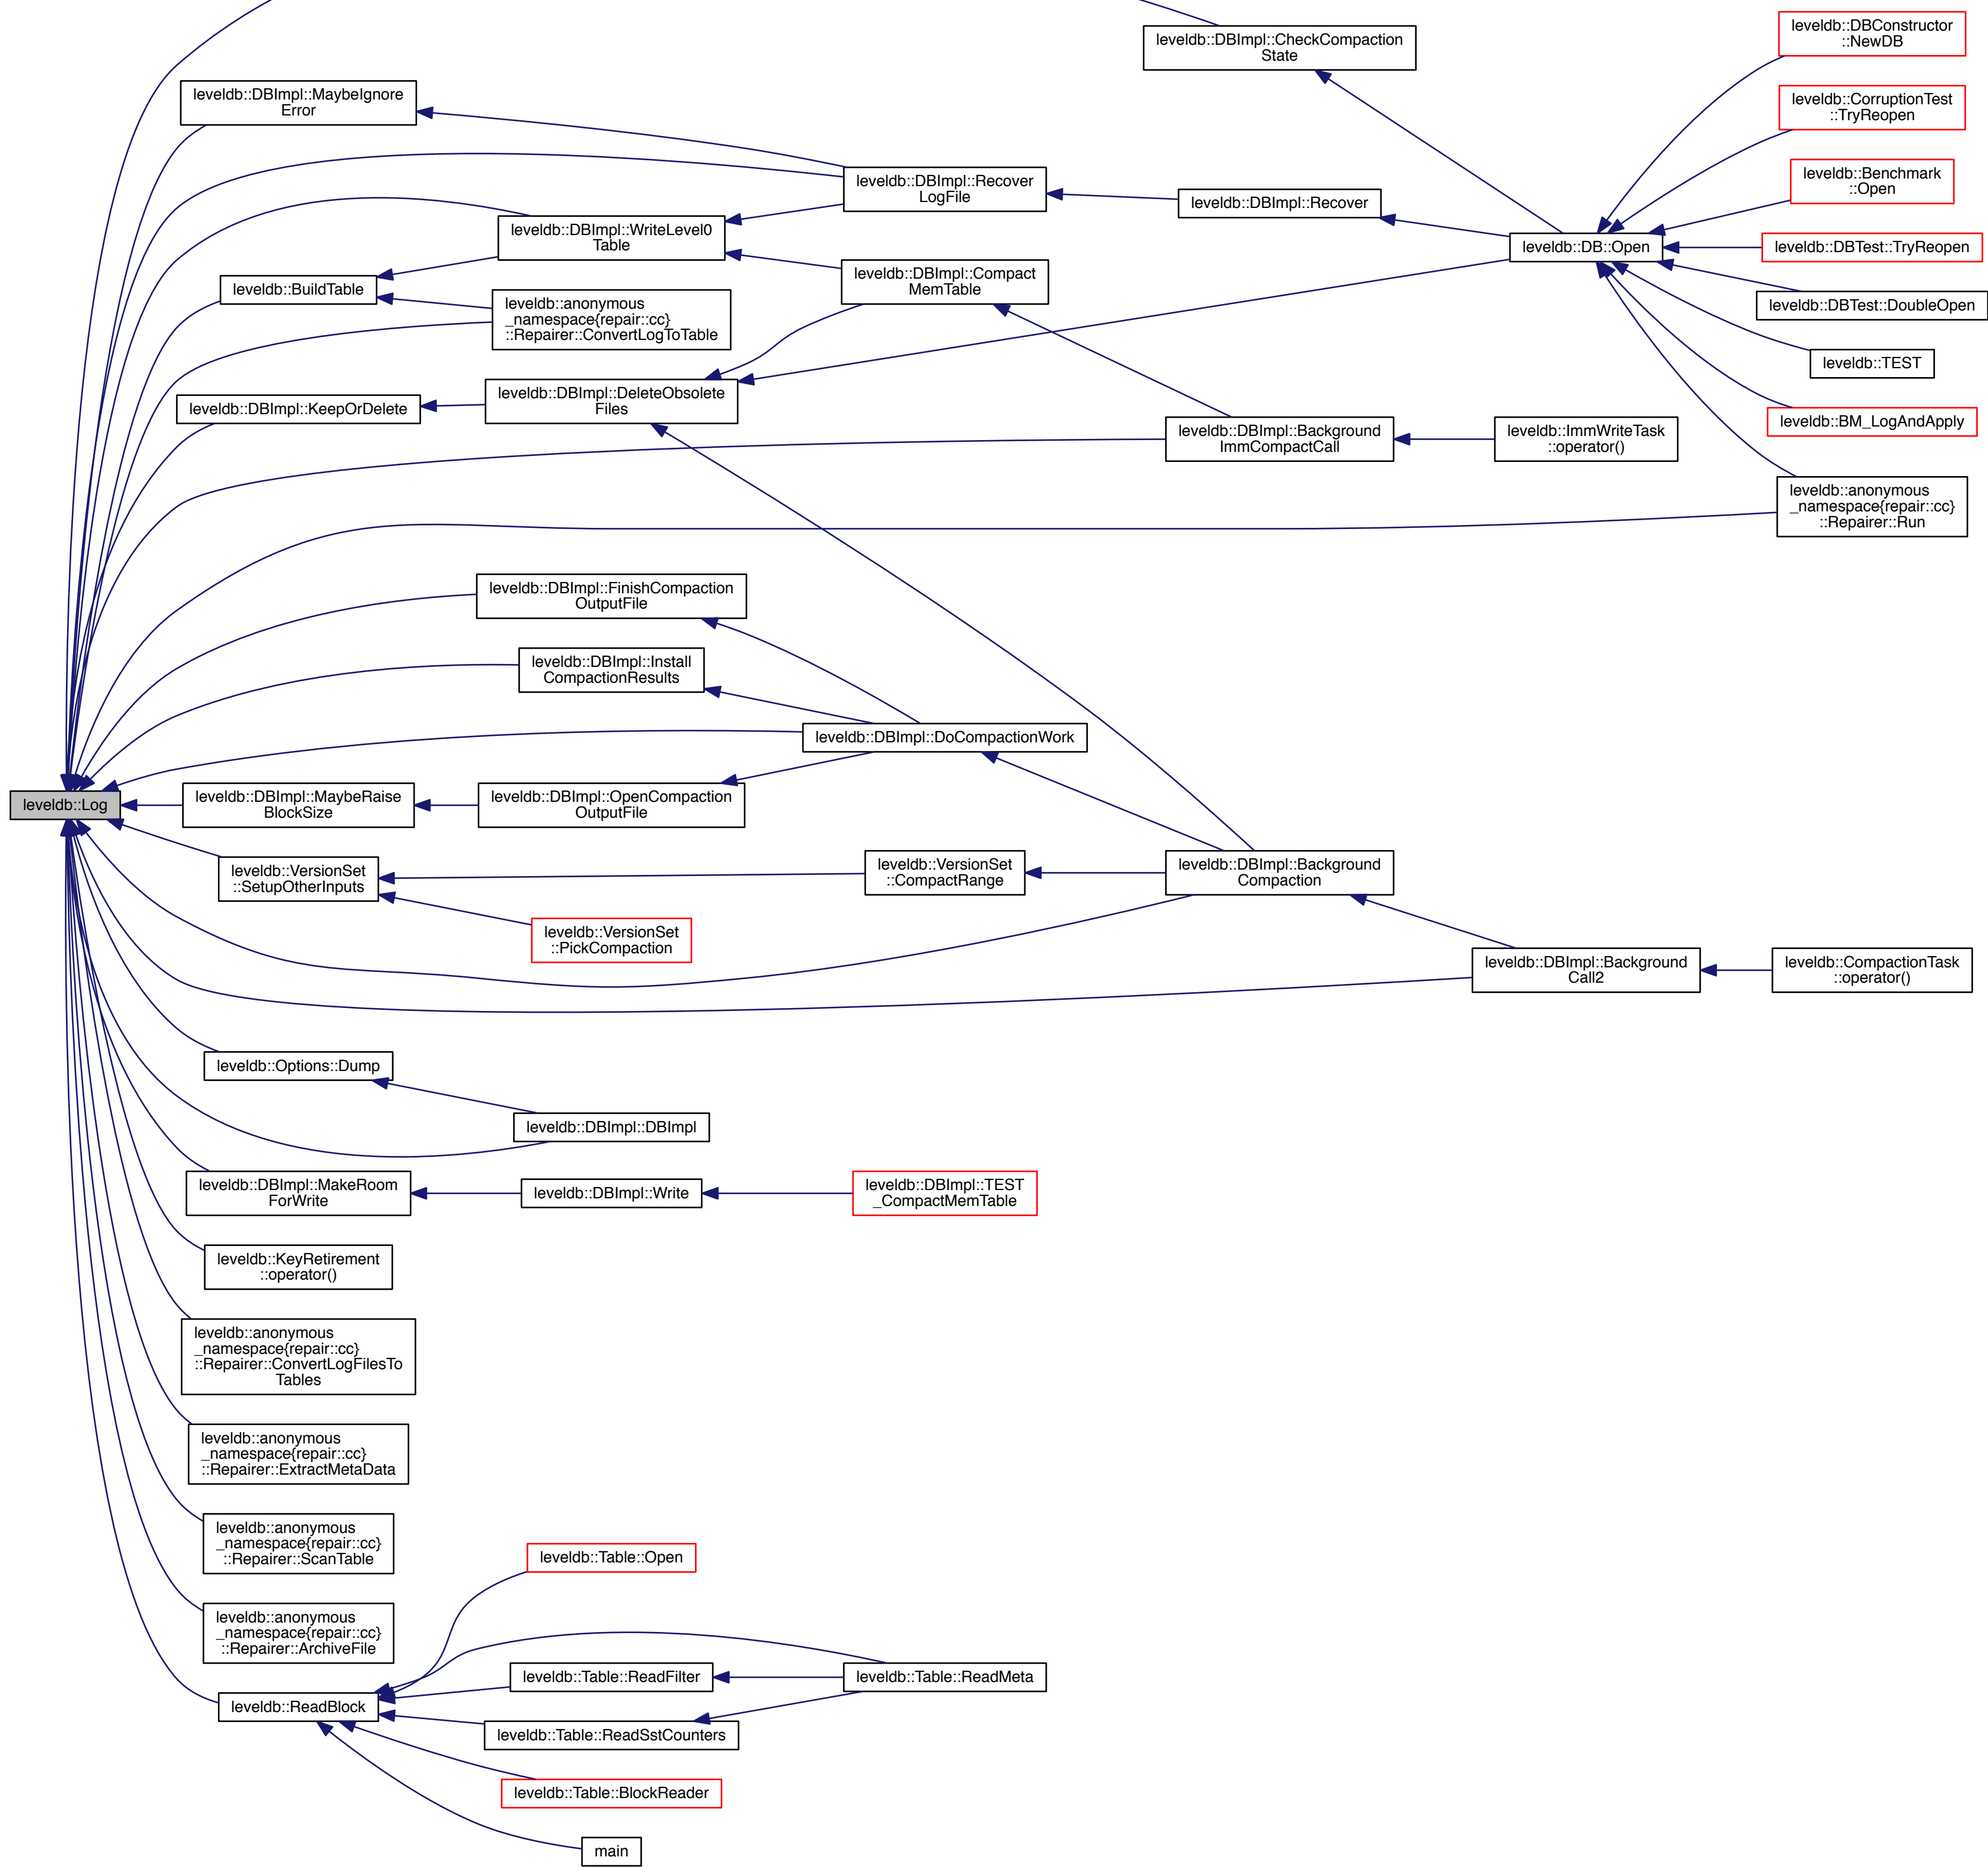 leveldb::DBImpl::CheckCompaction
State
leveldb::DBConstructor
::NewDB
leveldb::DBImpl::MaybeIgnore
Error
leveldb::CorruptionTest
::TryReopen
leveldb::DBImpl::Recover
LogFile
leveldb::DBImpl::Recover
leveldb::Benchmark
::Open
leveldb::DBImpl::WriteLevel0
Table
leveldb::DB::Open
leveldb::DBTest::TryReopen
leveldb::BuildTable
leveldb::DBImpl::Compact
MemTable
leveldb::DBTest::DoubleOpen
leveldb::anonymous
_namespace{repair::cc}
::Repairer::ConvertLogToTable
leveldb::TEST
leveldb::DBImpl::KeepOrDelete
leveldb::DBImpl::DeleteObsolete
Files
leveldb::BM_LogAndApply
leveldb::DBImpl::Background
ImmCompactCall
leveldb::ImmWriteTask
::operator()
leveldb::anonymous
_namespace{repair::cc}
::Repairer::Run
leveldb::DBImpl::FinishCompaction
OutputFile
leveldb::DBImpl::Install
CompactionResults
leveldb::DBImpl::DoCompactionWork
leveldb::Log
leveldb::DBImpl::MaybeRaise
BlockSize
leveldb::DBImpl::OpenCompaction
OutputFile
leveldb::VersionSet
::SetupOtherInputs
leveldb::VersionSet
::CompactRange
leveldb::DBImpl::Background
Compaction
leveldb::VersionSet
::PickCompaction
leveldb::DBImpl::Background
Call2
leveldb::CompactionTask
::operator()
leveldb::Options::Dump
leveldb::DBImpl::DBImpl
leveldb::DBImpl::MakeRoom
ForWrite
leveldb::DBImpl::Write
leveldb::DBImpl::TEST
_CompactMemTable
leveldb::KeyRetirement
::operator()
leveldb::anonymous
_namespace{repair::cc}
::Repairer::ConvertLogFilesTo
Tables
leveldb::anonymous
_namespace{repair::cc}
::Repairer::ExtractMetaData
leveldb::anonymous
_namespace{repair::cc}
::Repairer::ScanTable
leveldb::Table::Open
leveldb::anonymous
_namespace{repair::cc}
::Repairer::ArchiveFile
leveldb::Table::ReadFilter
leveldb::Table::ReadMeta
leveldb::ReadBlock
leveldb::Table::ReadSstCounters
leveldb::Table::BlockReader
main